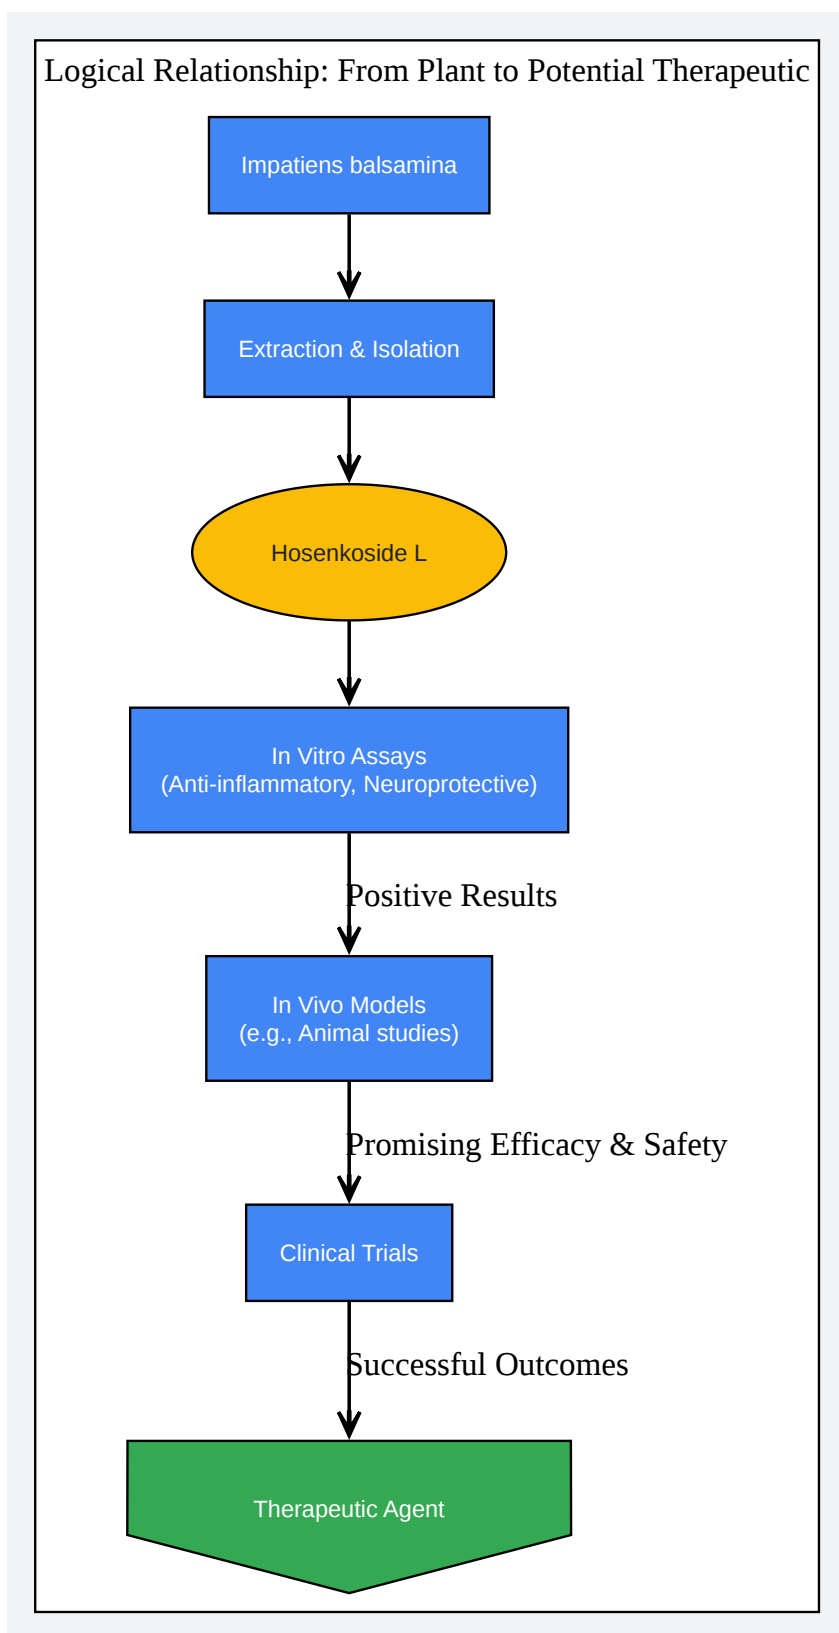 Logical Relationship: From Plant to Potential Therapeutic
Impatiens balsamina
Extraction & Isolation
Hosenkoside L
In Vitro Assays
(Anti-inflammatory, Neuroprotective)
Positive Results
In Vivo Models
(e.g., Animal studies)
Promising Efficacy & Safety
Clinical Trials
Successful Outcomes
Therapeutic Agent